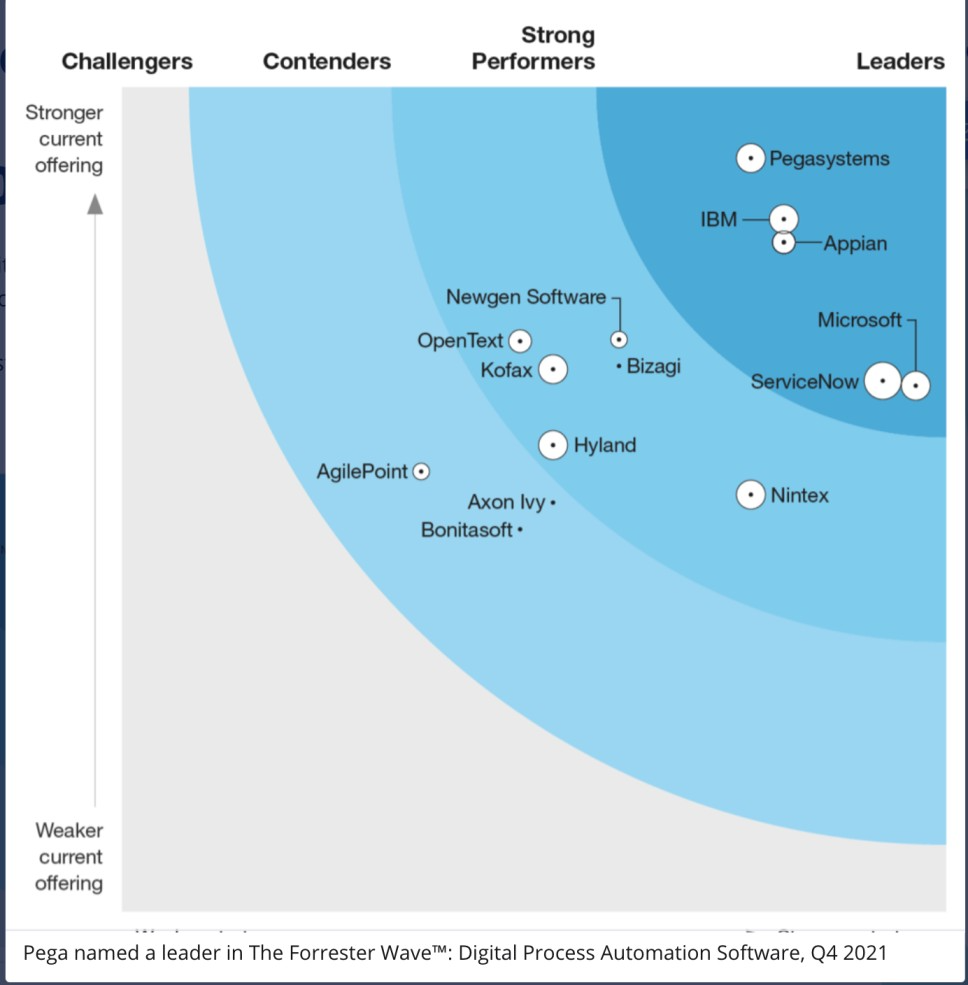 Challengers
Contenders
Strong
Performers
Leaders
Stronger
current
offering
Pegasystems
IBM
Appian
Newgen Software
Microsoft
OpenText
Kofax
Bizagi
ServiceNow
Hyland
AgilePoint
Nintex
Axon Ivy
Bonitasoft
Weaker
current
offering
Pega named a leader in The Forrester Wave™: Digital Process Automation Software, Q4 2021